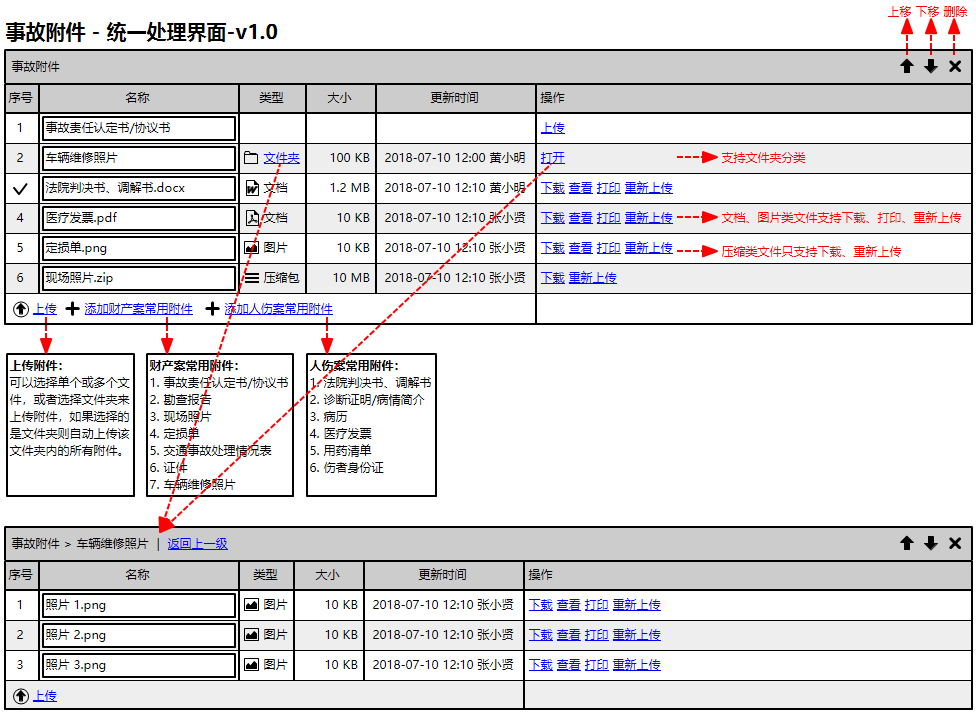 上移 下移 删除
事故附件 - 统一处理界面-v1.0
事故附件
序号 名称 类型 大小 更新时间 操作
1 事故责任认定书/协议书 上传
2 车辆维修照片 文件夹 100 KB 2018-07-10 12:00 黄小明 打开 支持文件夹分类
法院判决书、调解书.docx 文档 1.2 MB 2018-07-10 12:10 黄小明 下载 查看 打印 重新上传
4 医疗发票.pdf 文档 10 KB 2018-07-10 12:10 张小贤 下载 查看 打印 重新上传 文档、图片类文件支持下载、打印、重新上传
5 定损单.png 图片 10 KB 2018-07-10 12:10 张小贤 下载 查看 打印 重新上传 压缩类文件只支持下载、重新上传
6 现场照片.zip 压缩包 10 MB 2018-07-10 12:10 张小贤 下载 重新上传
上传 添加财产案常用附件 添加人伤案常用附件
上传附件：
可以选择单个或多个文
件，或者选择文件夹来
上传附件，如果选择的
是文件夹则自动上传该
文件夹内的所有附件。
财产案常用附件：
1. 事故责任认定书/协议书
2. 勘查报告
3. 现场照片
4. 定损单
5. 交通事故处理情况表
6. 证件
7. 车辆维修照片
人伤案常用附件：
1. 法院判决书、调解书
2. 诊断证明/病情简介
3. 病历
4. 医疗发票
5. 用药清单
6. 伤者身份证
事故附件 > 车辆维修照片 | 返回上一级
序号 名称 类型 大小 更新时间 操作
1 照片 1.png 图片 10 KB 2018-07-10 12:10 张小贤 下载 查看 打印 重新上传
2 照片 2.png 图片 10 KB 2018-07-10 12:10 张小贤 下载 查看 打印 重新上传
3 照片 3.png 图片 10 KB 2018-07-10 12:10 张小贤 下载 查看 打印 重新上传
上传